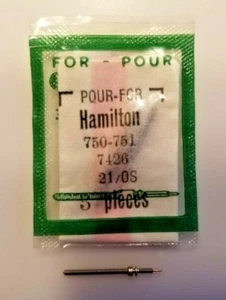 FOR - POUR
POUR-FOR
Hamilton
750-751
7426
21/0S
3 pieces